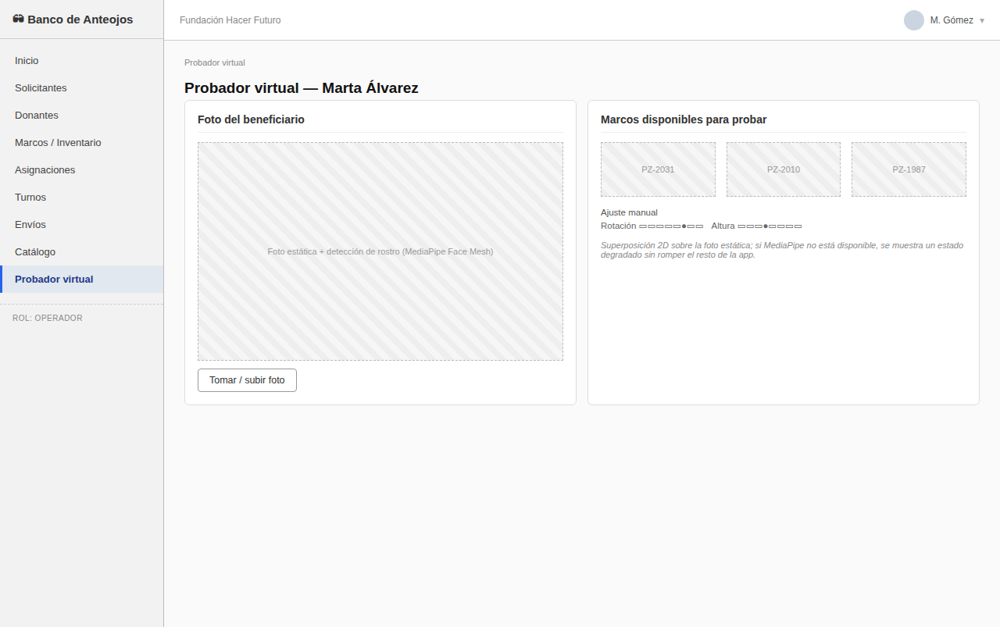 🕶 Banco de Anteojos
Fundación Hacer Futuro
M. Gómez ▾
Inicio
Solicitantes
Donantes
Marcos / Inventario
Asignaciones
Turnos
Envíos
Catálogo
Probador virtual
ROL: OPERADOR
Probador virtual
Probador virtual — Marta Álvarez
Foto del beneficiario
Foto estática + detección de rostro (MediaPipe Face Mesh)
Tomar / subir foto
Marcos disponibles para probar
PZ-2031
PZ-2010
PZ-1987
Ajuste manual
Rotación ▭▭▭▭▭●▭▭ Altura ▭▭▭●▭▭▭▭
Superposición 2D sobre la foto estática; si MediaPipe no está disponible, se muestra un estado
degradado sin romper el resto de la app.